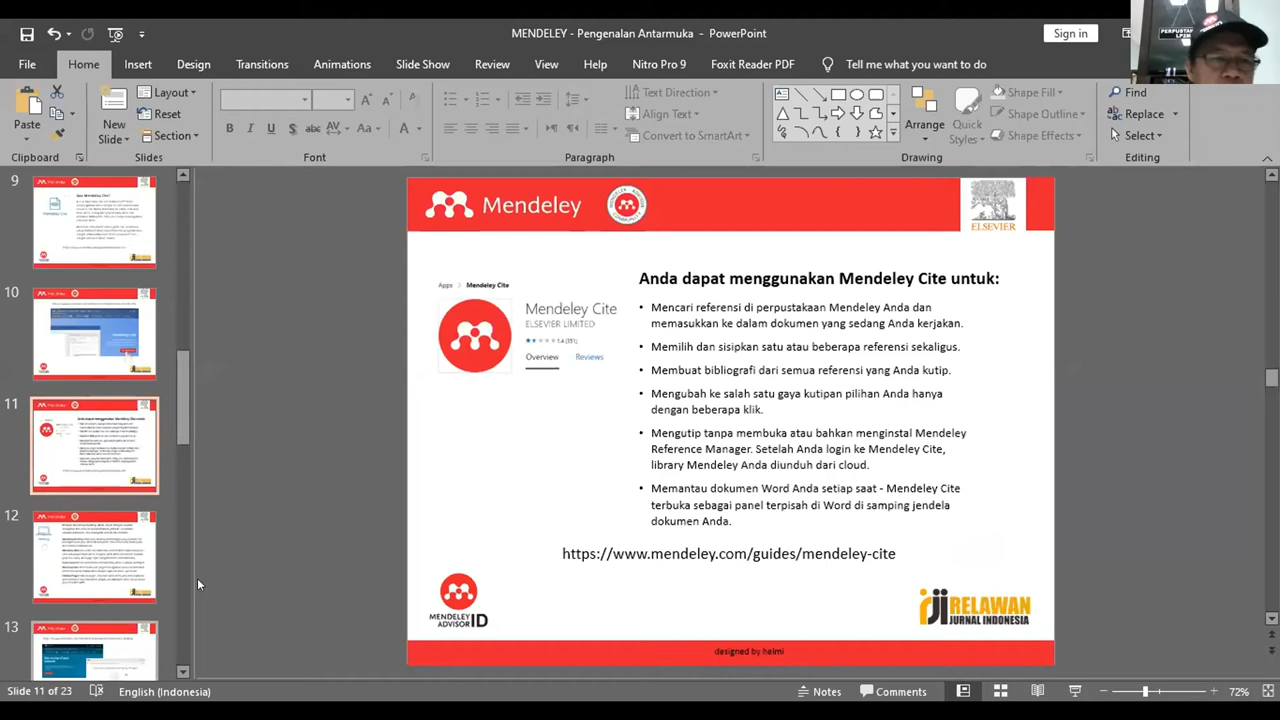 MENDELEY - Pengenalan Antarmuka - PowerPoint
Sign in
PERPUSTAK
File Home Insert Design Transitions Animations Slide Show Review View Help Nitro Pro 9 Foxit Reader PDF Tell me what you want to do
Paste
New
Slide
Layout
Reset
Section
Text Direction
Align Text
Convert to SmartArt
Arrange
Quick
Styles
Shape Fill
Shape Outline
Shape Effects
Find
Replace
Select
Clipboard Slides Font Paragraph Drawing Editing
9
10
11
12
13
Mendeley
ELSEVIER
Apps > Mendeley Cite
Mendeley Cite
ELSEVIER LIMITED
Overview Reviews
Anda dapat menggunakan Mendeley Cite untuk:
• Mencari referensi di perpustakaan Mendeley Anda dan
memasukkan ke dalam dokumen yang sedang Anda kerjakan.
• Memilih dan sisipkan satu atau beberapa referensi sekaligus.
• Membuat bibliografi dari semua referensi yang Anda kutip.
• Mengubah ke salah satu gaya kutipan pilihan Anda hanya
dengan beberapa klik.
• Mengutip tanpa membuka atau bahkan menginstal Mendeley
Reference Manager. Setelah Anda login ke Mendeley Cite,
library Mendeley Anda diunduh dari cloud.
• Memantau dokumen Word Anda setiap saat - Mendeley Cite
terbuka sebagai panel terpisah di Word di samping jendela
dokumen Anda.
https://www.mendeley.com/guides/mendeley-cite
MENDELEY
ADVISOR ID
RELAWAN
JURNAL INDONESIA
designed by helmi
Slide 11 of 23 English (Indonesia) Notes Comments 72%